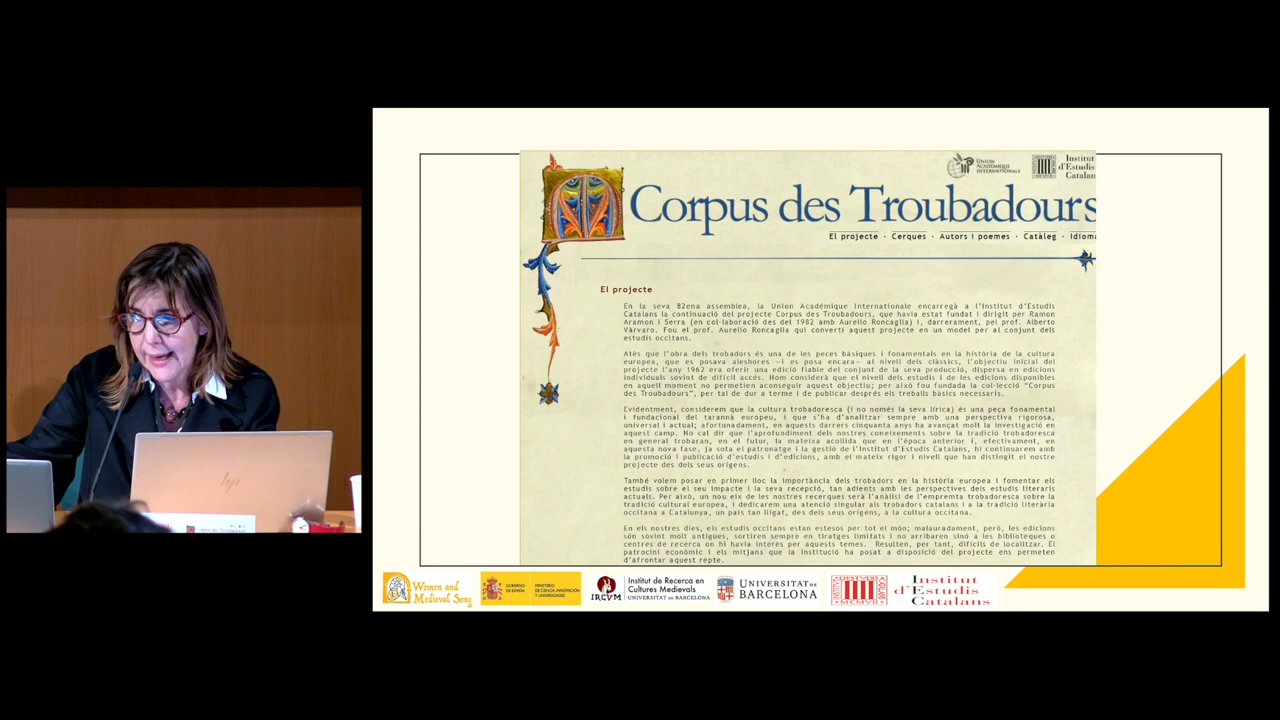 UNION
ACADÉMIQUE
INTERNATIONALE
Institut
d'Estudis
Catalan
Corpus des Troubadours
El projecte · Cerques · Autors i poemes · Catàleg · Idioma
El projecte
En la seva 82ena assemblea, la Union Académique Internationale encarregà a l'Institut d'Estudis
Catalans la continuació del projecte Corpus des Troubadours, que havia estat fundat i dirigit per Ramon
Aramon i Serra (en col·laboració des del 1982 amb Aurelio Roncaglia) i, darrerament, pel prof. Alberto
Vàrvaro. Fou el prof. Aurelio Roncaglia qui convertí aquest projecte en un model per al conjunt dels
estudis occitans.
Atès que l'obra dels trobadors és una de les peces bàsiques i fonamentals en la història de la cultura
europea, que es posava aleshores —i es posa encara— al nivell dels clàssics, l'objectiu inicial del
projecte l'any 1962 era oferir una edició fiable del conjunt de la seva producció, dispersa en edicions
individuals sovint de difícil accés. Hom considerà que el nivell dels estudis i de les edicions disponibles
en aquell moment no permetien aconseguir aquest objectiu; per això fou fundada la col·lecció "Corpus
des Troubadours", per tal de dur a terme i de publicar després els treballs bàsics necessaris.
Evidentment, considerem que la cultura trobadoresca (i no només la seva lírica) és una peça fonamental
i fundacional del tarannà europeu, i que s'ha d'analitzar sempre amb una perspectiva rigorosa,
universal i actual; afortunadament, en aquests darrers cinquanta anys ha avançat molt la investigació en
aquest camp. No cal dir que l'aprofundiment dels nostres coneixements sobre la tradició trobadoresca
en general trobaran, en el futur, la mateixa acollida que en l'època anterior i, efectivament, en
aquesta nova fase, ja sota el patronatge i la gestió de l'Institut d'Estudis Catalans, hi continuarem amb
la promoció i publicació d'estudis i d'edicions, amb el mateix rigor i nivell que han distingit el nostre
projecte des dels seus orígens.
També volem posar en primer lloc la importància dels trobadors en la història europea i fomentar els
estudis sobre el seu impacte i la seva recepció, tan adients amb les perspectives dels estudis literaris
actuals. Per això, un nou eix de les nostres recerques serà l'anàlisi de l'empremta trobadoresca sobre la
tradició cultural europea, i dedicarem una atenció singular als trobadors catalans i a la tradició literària
occitana a Catalunya, un país tan lligat, des dels seus orígens, a la cultura occitana.
En els nostres dies, els estudis occitans estan estesos per tot el món; malauradament, però, les edicions
són sovint molt antigues, sortiren sempre en tiratges limitats i no arribaren sinó a les biblioteques o
centres de recerca on hi havia interès per aquests temes. Resulten, per tant, difícils de localitzar. El
patrocini econòmic i els mitjans que la institució ha posat a disposició del projecte ens permeten
d'afrontar aquest repte.
Women and
Medieval Song
GOBIERNO
DE ESPAÑA
MINISTERIO
DE CIENCIA, INNOVACIÓN
Y UNIVERSIDADES
IRCVM
Institut de Recerca en
Cultures Medievals
UNIVERSITAT DE BARCELONA
UNIVERSITAT DE
BARCELONA
ESTVDIS
MCMVII
Institut
d'Estudis
Catalans
hp